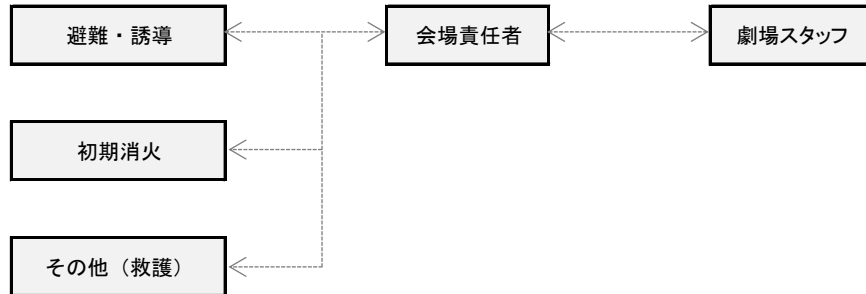 避難・誘導
会場責任者
劇場スタッフ
初期消火
その他（救護）